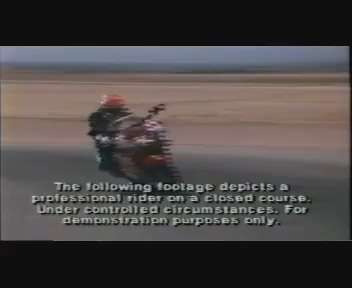 The following footage depicts a
professional rider on a closed course.
Under controlled circumstances. For
demonstration purposes only.